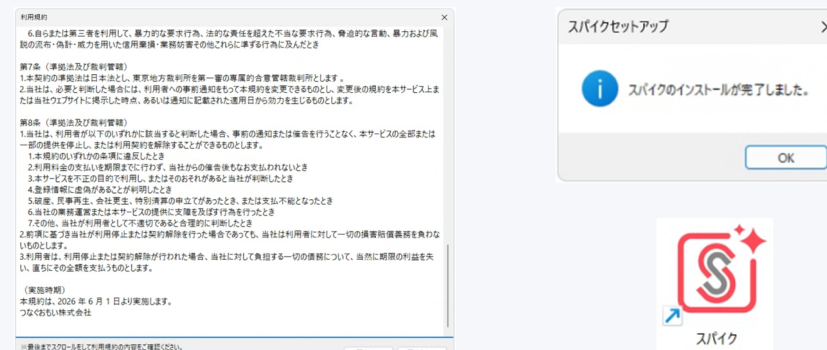 利用規約
6.自らまたは第三者を利用して、暴力的な要求行為、法的な責任を超えた不当な要求行為、脅迫的な言動、暴力および風
説の流布・偽計・威力を用いた信用棄損・業務妨害その他これらに準ずる行為に及んだとき
第7条（準拠法及び裁判管轄）
1.本契約の準拠法は日本法とし、東京地方裁判所を第一審の専属的合意管轄裁判所とします。
2.当社は、必要と判断した場合には、利用者への事前通知をもって本規約を変更できるものとし、変更後の規約を本サービス上ま
たは当社ウェブサイトに掲示した時点、あるいは通知に記載された適用日から効力を生じるものとします。
第8条（準拠法及び裁判管轄）
1.当社は、利用者が以下のいずれかに該当すると判断した場合、事前の通知または催告を行うことなく、本サービスの全部または
一部の提供を停止し、または利用契約を解除することができるものとします。
1.本規約のいずれかの条項に違反したとき
2.利用料金の支払いを期限までに行わず、当社からの催告後もなお支払われないとき
3.本サービスを不正の目的で利用し、またはそのおそれがあると当社が判断したとき
4.登録情報に虚偽があることが判明したとき
5.破産、民事再生、会社更生、特別清算の申立てがあったとき、または支払不能となったとき
6.当社の業務運営または本サービスの提供に支障を及ぼす行為を行ったとき
7.その他、当社が利用者として不適切であると合理的に判断したとき
2.前項に基づき当社が利用停止または契約解除を行った場合であっても、当社は利用者に対して一切の損害賠償義務を負わな
いものとします。
3.利用者は、利用停止または契約解除が行われた場合、当社に対して負担する一切の債務について、当然に期限の利益を失
い、直ちにその全額を支払うものとします。
（実施時期）
本規約は、2026 年 6 月 1 日より実施します。
つなぐおもい株式会社
※最後までスクロールをして利用規約の内容をご確認ください。
スパイクセットアップ
スパイクのインストールが完了しました。
OK
スパイク